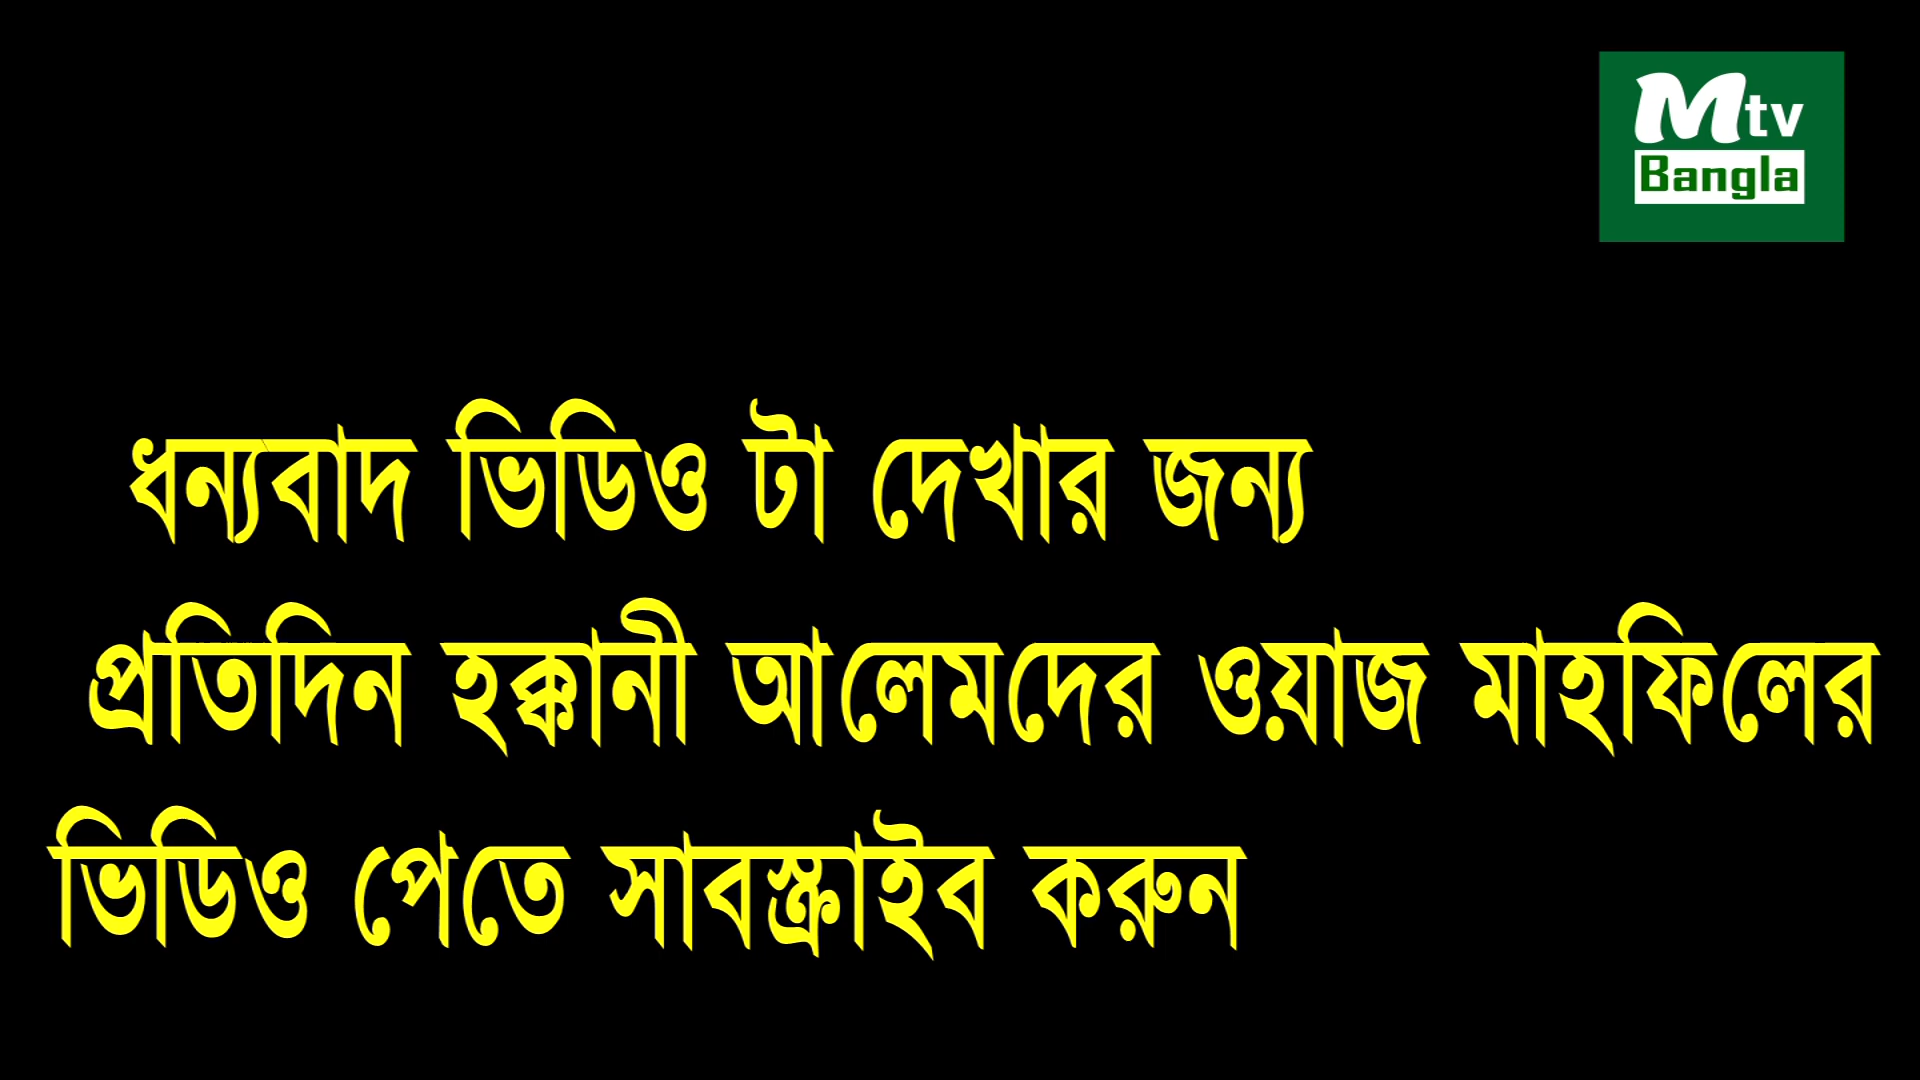 Mtv
Bangla
ধন্যবাদ ভিডিও টা দেখার জন্য
প্রতিদিন হক্কানী আলেমদের ওয়াজ মাহফিলের
ভিডিও পেতে সাবস্ক্রাইব করুন